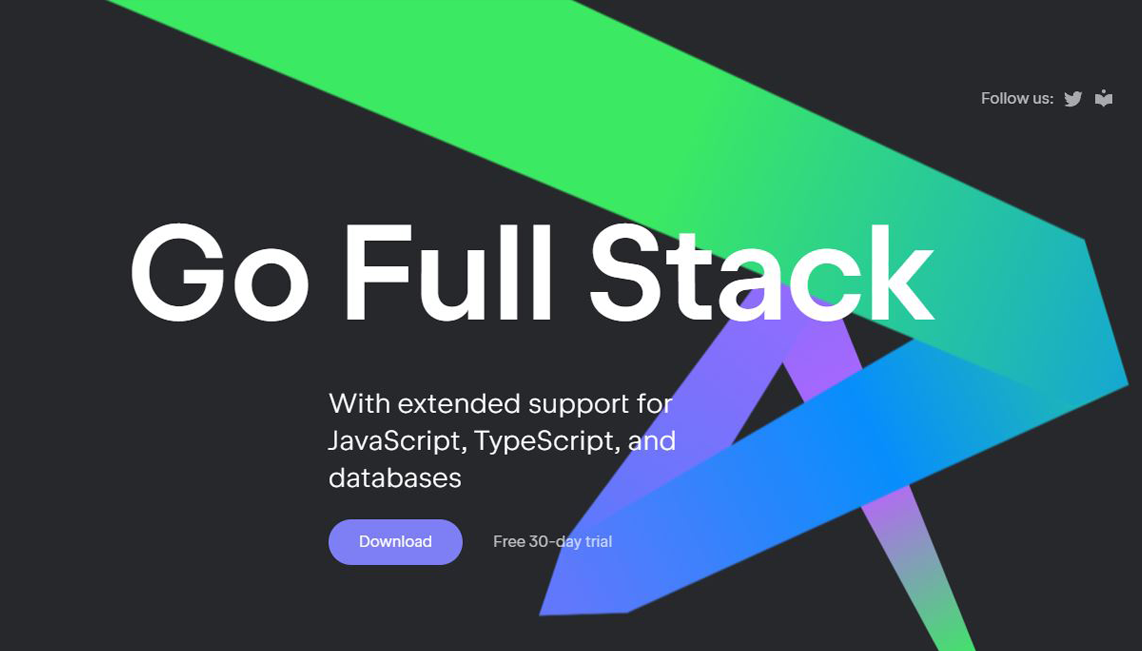 Follow us:
Go Full Stack
With extended support for
JavaScript, TypeScript, and
databases
Download
Free 30-day trial